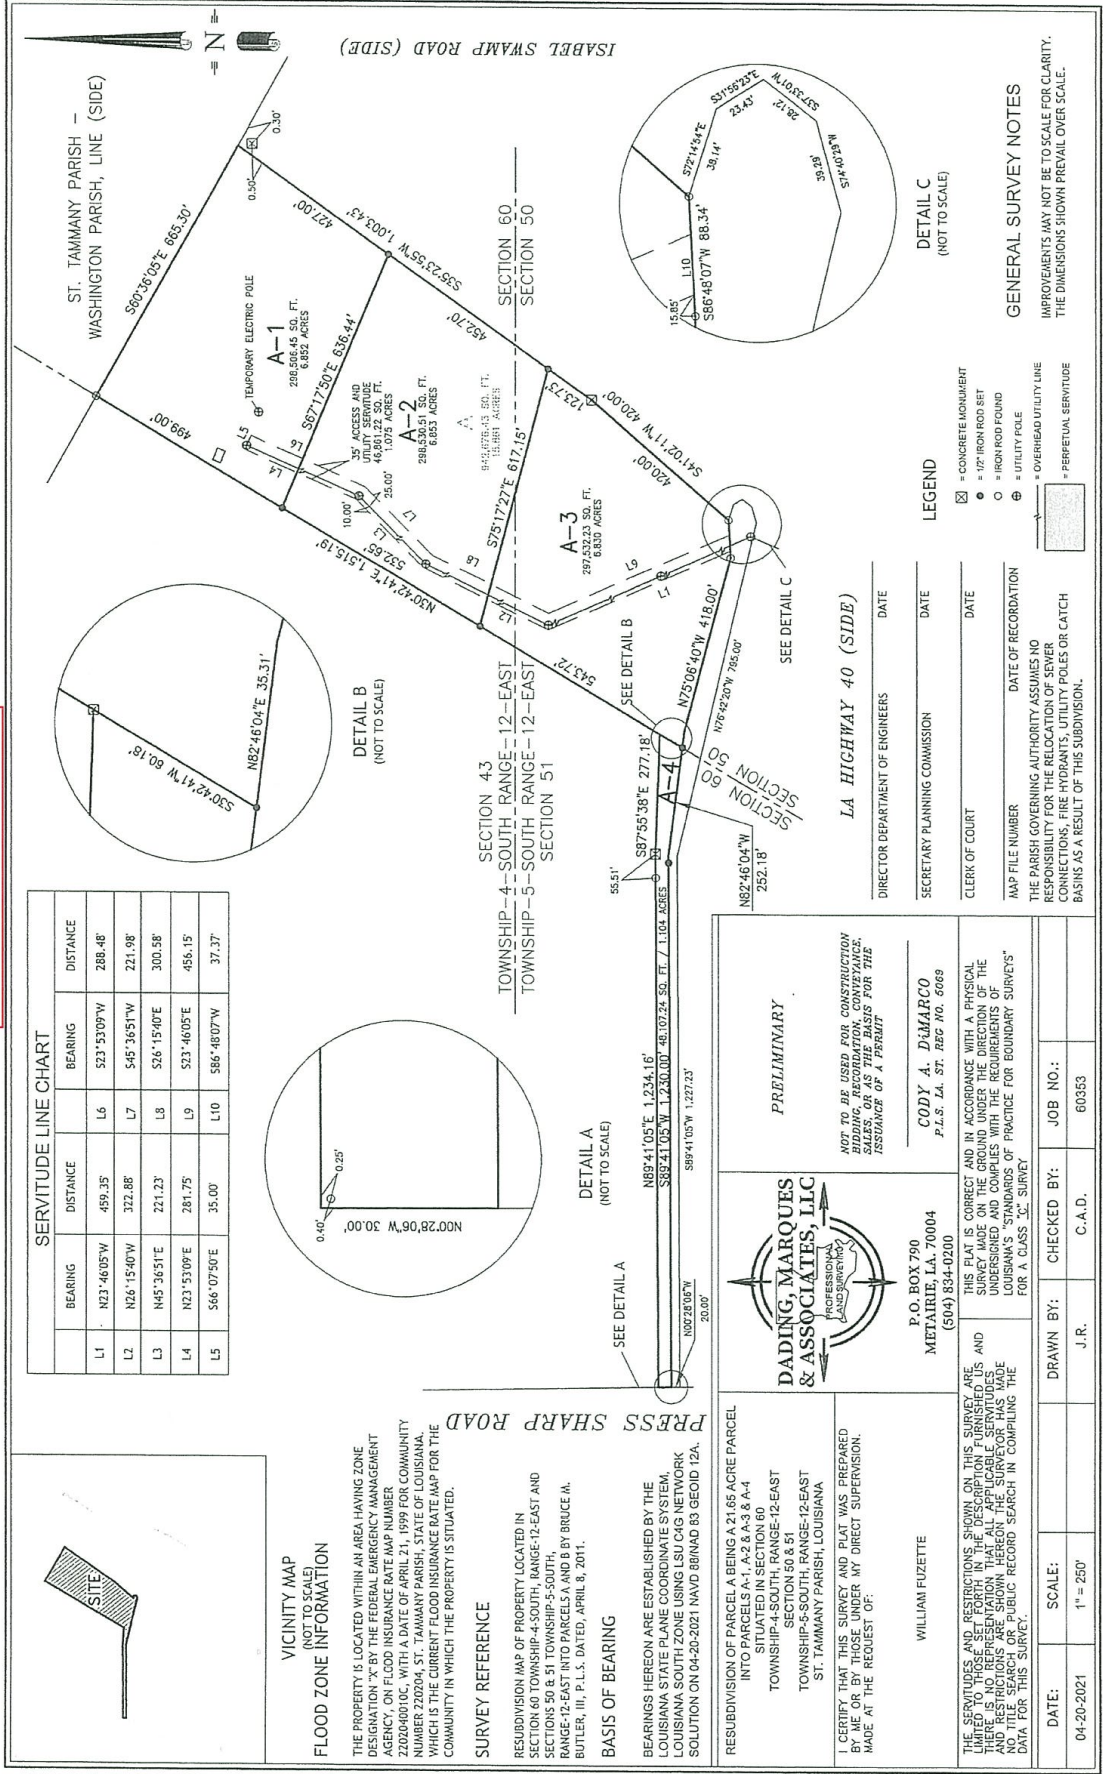 SERVITUDE LINE CHART
BEARING DISTANCE BEARING DISTANCE
L1 N23°46'05"W 459.35' L6 S23°53'09"W 288.48'
L2 N26°15'40"W 322.88' L7 S45°36'51"W 221.98'
L3 N45°36'51"E 221.23' L8 S26°15'40"E 300.58'
L4 N23°53'09"E 281.75' L9 S23°46'05"E 456.15'
L5 S66°07'50"E 35.00' L10 S86°48'07"W 37.37'
ST. TAMMANY PARISH -
WASHINGTON PARISH, LINE (SIDE)
N
ISABEL SWAMP ROAD (SIDE)
S60°36'05"E 665.30'
0.50'
0.30'
499.00'
427.00'
S35°23'55"W 1,003.43'
452.70'
TEMPORARY ELECTRIC POLE
A-1
298,506.45 SQ. FT.
6.852 ACRES
L5
L4
L6
S67°17'50"E 636.44'
35' ACCESS AND
UTILITY SERVITUDE
46,861.22 SQ. FT.
1.075 ACRES
A-2
298,530.51 SQ. FT.
6.853 ACRES
A
10.00'
25.00'
L3
L7
532.65'
N30°42'41"E 1,515.19'
L8
L2
S75°17'27"E 617.15'
SECTION 60
SECTION 50
123.73'
420.00'
S41°02'11"W 420.00'
A-3
297,532.23 SQ. FT.
6.830 ACRES
543.72'
L9
L1
SECTION 43
TOWNSHIP-4-SOUTH RANGE-12-EAST
TOWNSHIP-5-SOUTH RANGE-12-EAST
SECTION 51
SEE DETAIL B
SEE DETAIL C
N75°06'40"W 418.00'
N76°42'20"W 795.00'
SECTION 60
SECTION 50
A-4
S87°55'38"E 277.18'
55.51'
N82°46'04"W
252.18'
N89°41'05"E 1,234.16'
S89°41'05"W 1,230.00'
48,107.24 SQ. FT. / 1.104 ACRES
S89°41'05"W 1,227.23'
N00°28'06"W
20.00'
SEE DETAIL A
PRESS SHARP ROAD
LA HIGHWAY 40 (SIDE)
S30°42'41"W 60.18'
N82°46'04"E 35.31'
DETAIL B
(NOT TO SCALE)
0.40'
0.25'
N00°28'06"W 30.00'
DETAIL A
(NOT TO SCALE)
15.85'
L10
S86°48'07"W 88.34'
S72°14'54"E
38.14'
S31°56'23"E
23.43'
S37°33'01"W
28.12'
39.29'
S74°40'29"W
DETAIL C
(NOT TO SCALE)
GENERAL SURVEY NOTES
IMPROVEMENTS MAY NOT BE TO SCALE FOR CLARITY.
THE DIMENSIONS SHOWN PREVAIL OVER SCALE.
LEGEND
= CONCRETE MONUMENT
= 1/2" IRON ROD SET
= IRON ROD FOUND
= UTILITY POLE
= OVERHEAD UTILITY LINE
= PERPETUAL SERVITUDE
SITE
VICINITY MAP
(NOT TO SCALE)
FLOOD ZONE INFORMATION
THE PROPERTY IS LOCATED WITHIN AN AREA HAVING ZONE
DESIGNATION "X" BY THE FEDERAL EMERGENCY MANAGEMENT
AGENCY, ON FLOOD INSURANCE RATE MAP NUMBER
2202040010C, WITH A DATE OF APRIL 21, 1999 FOR COMMUNITY
NUMBER 220204, ST. TAMMANY PARISH, STATE OF LOUISIANA,
WHICH IS THE CURRENT FLOOD INSURANCE RATE MAP FOR THE
COMMUNITY IN WHICH THE PROPERTY IS SITUATED.
SURVEY REFERENCE
RESUBDIVISION MAP OF PROPERTY LOCATED IN
SECTION 60 TOWNSHIP-4-SOUTH, RANGE-12-EAST AND
SECTIONS 50 & 51 TOWNSHIP-5-SOUTH,
RANGE-12-EAST INTO PARCELS A AND B BY BRUCE M.
BUTLER, III, P.L.S. DATED, APRIL 8, 2011.
BASIS OF BEARING
BEARINGS HEREON ARE ESTABLISHED BY THE
LOUISIANA STATE PLANE COORDINATE SYSTEM,
LOUISIANA SOUTH ZONE USING LSU C4G NETWORK
SOLUTION ON 04-20-2021 NAVD 88/NAD 83 GEOID 12A.
RESUBDIVISION OF PARCEL A BEING A 21.65 ACRE PARCEL
INTO PARCELS A-1, A-2 & A-3 & A-4
SITUATED IN SECTION 60
TOWNSHIP-4-SOUTH, RANGE-12-EAST
SECTION 50 & 51
TOWNSHIP-5-SOUTH, RANGE-12-EAST
ST. TAMMANY PARISH, LOUISIANA
I CERTIFY THAT THIS SURVEY AND PLAT WAS PREPARED
BY ME OR BY THOSE UNDER MY DIRECT SUPERVISION.
MADE AT THE REQUEST OF:
WILLIAM FUZETTE
DADING, MARQUES
& ASSOCIATES, LLC
PROFESSIONAL
LAND SURVEYING
P.O. BOX 790
METAIRIE, LA. 70004
(504) 834-0200
PRELIMINARY
NOT TO BE USED FOR CONSTRUCTION
BIDDING, RECORDATION, CONVEYANCE,
SALES, OR AS THE BASIS FOR THE
ISSUANCE OF A PERMIT
CODY A. DiMARCO
P.L.S. LA. ST. REG NO. 5069
THE SERVITUDES AND RESTRICTIONS SHOWN ON THIS SURVEY ARE
LIMITED TO THOSE SET FORTH IN THE DESCRIPTION FURNISHED US AND
THERE IS NO REPRESENTATION THAT ALL APPLICABLE SERVITUDES
AND RESTRICTIONS ARE SHOWN HEREON THE SURVEYOR HAS MADE
NO TITLE SEARCH OR PUBLIC RECORD SEARCH IN COMPILING THE
DATA FOR THIS SURVEY.
THIS PLAT IS CORRECT AND IN ACCORDANCE WITH A PHYSICAL
SURVEY MADE ON THE GROUND UNDER THE DIRECTION OF THE
UNDERSIGNED AND COMPLIES WITH THE REQUIREMENTS OF
LOUISIANA'S "STANDARDS OF PRACTICE FOR BOUNDARY SURVEYS"
FOR A CLASS "C" SURVEY
DIRECTOR DEPARTMENT OF ENGINEERS DATE
SECRETARY PLANNING COMMISSION DATE
CLERK OF COURT DATE
MAP FILE NUMBER DATE OF RECORDATION
THE PARISH GOVERNING AUTHORITY ASSUMES NO
RESPONSIBILITY FOR THE RELOCATION OF SEWER
CONNECTIONS, FIRE HYDRANTS, UTILITY POLES OR CATCH
BASINS AS A RESULT OF THIS SUBDIVISION.
DATE: SCALE: DRAWN BY: CHECKED BY: JOB NO.:
04-20-2021 1" = 250' J.R. C.A.D. 60353